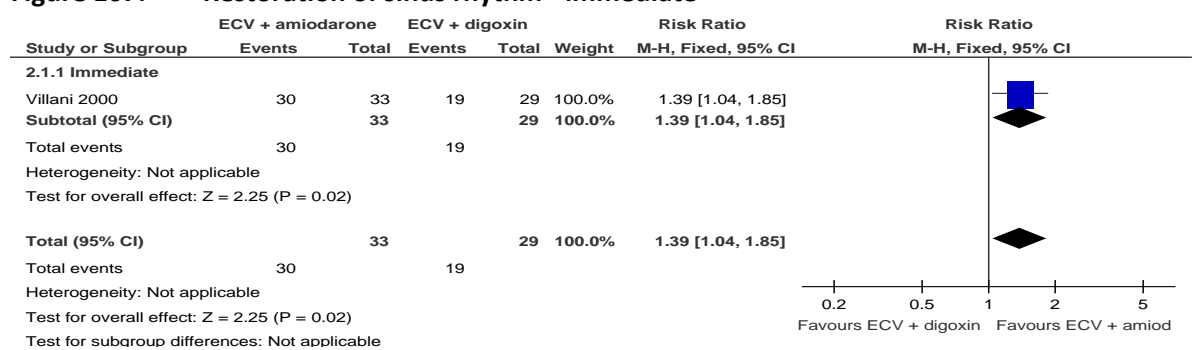 ECV + amiodarone ECV + digoxin Risk Ratio Risk Ratio
Study or Subgroup Events Total Events Total Weight M-H, Fixed, 95% CI M-H, Fixed, 95% CI
2.1.1 Immediate
Villani 2000 30 33 19 29 100.0% 1.39 [1.04, 1.85]
Subtotal (95% CI) 33 29 100.0% 1.39 [1.04, 1.85]
Total events 30 19
Heterogeneity: Not applicable
Test for overall effect: Z = 2.25 (P = 0.02)
Total (95% CI) 33 29 100.0% 1.39 [1.04, 1.85]
Total events 30 19
Heterogeneity: Not applicable
Test for overall effect: Z = 2.25 (P = 0.02)
Test for subgroup differences: Not applicable
0.2 0.5 1 2 5
Favours ECV + digoxin Favours ECV + amiod